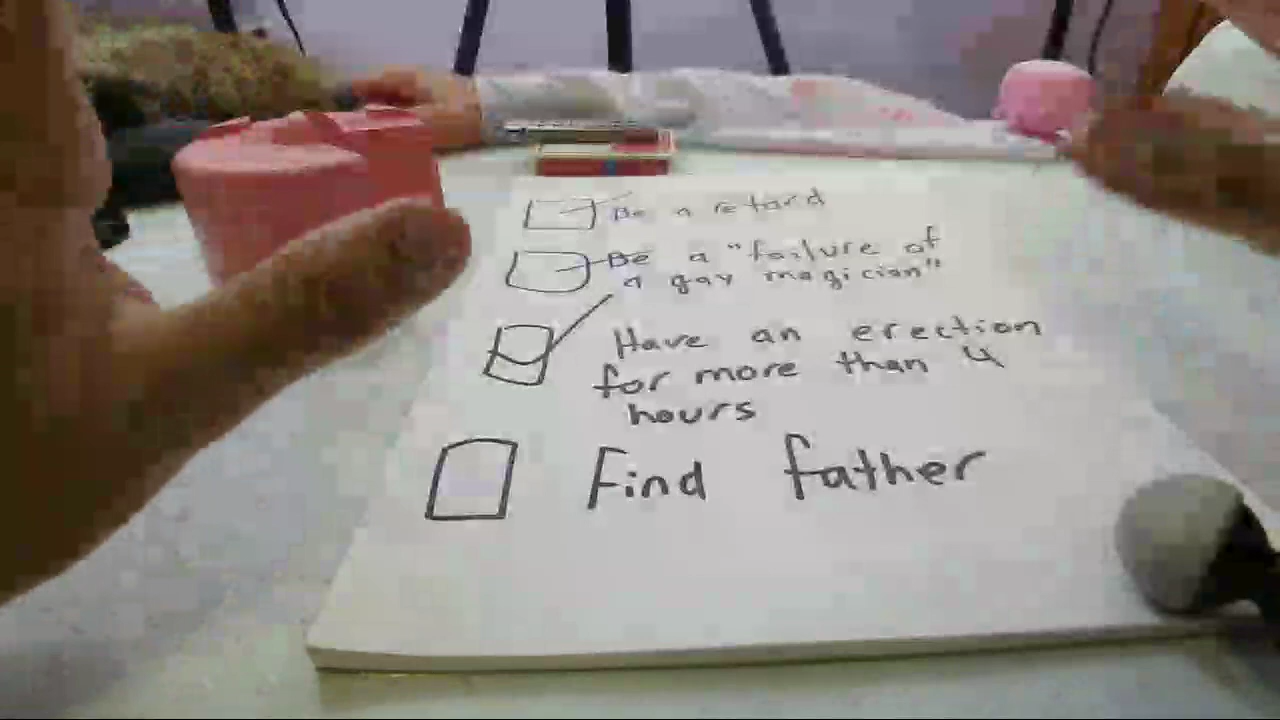 Be a retard
Be a "failure of
a gay magician"
Have an erection
for more than 4
hours
Find father